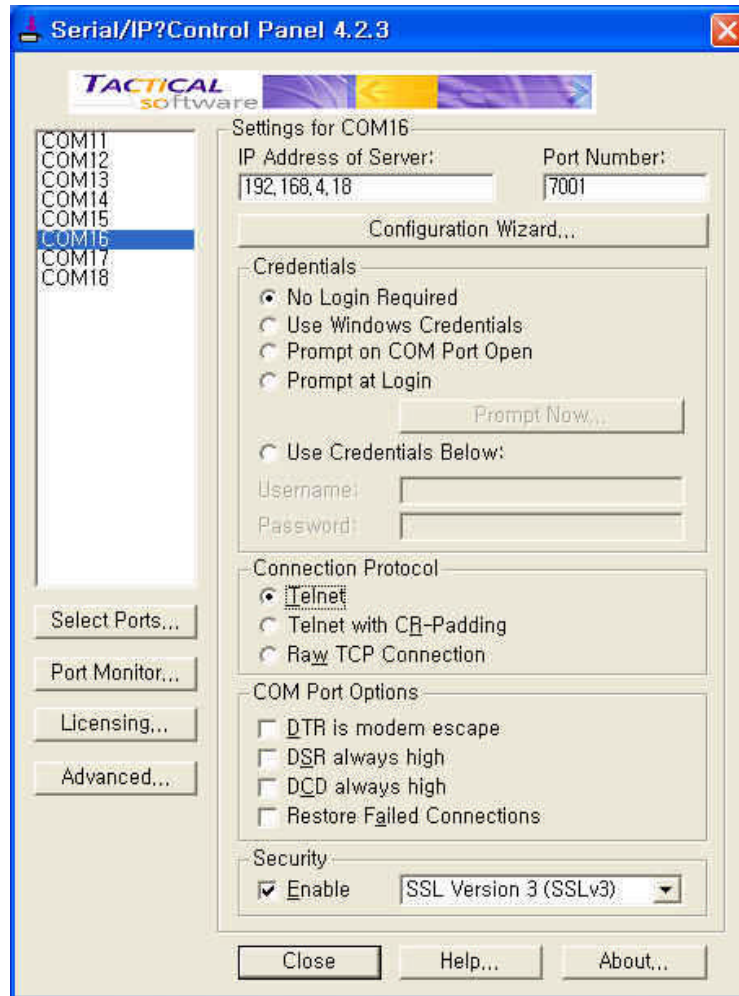 Serial/IP?Control Panel 4.2.3
TACTICAL
software
COM11
COM12
COM13
COM14
COM15
COM16
COM17
COM18
Select Ports...
Port Monitor...
Licensing...
Advanced...
Settings for COM16
IP Address of Server: Port Number:
192.168.4.18 7001
Configuration Wizard...
Credentials
No Login Required
Use Windows Credentials
Prompt on COM Port Open
Prompt at Login
Prompt Now...
Use Credentials Below:
Username:
Password:
Connection Protocol
Telnet
Telnet with CR-Padding
Raw TCP Connection
COM Port Options
DTR is modem escape
DSR always high
DCD always high
Restore Failed Connections
Security
Enable SSL Version 3 (SSLv3)
Close Help... About...